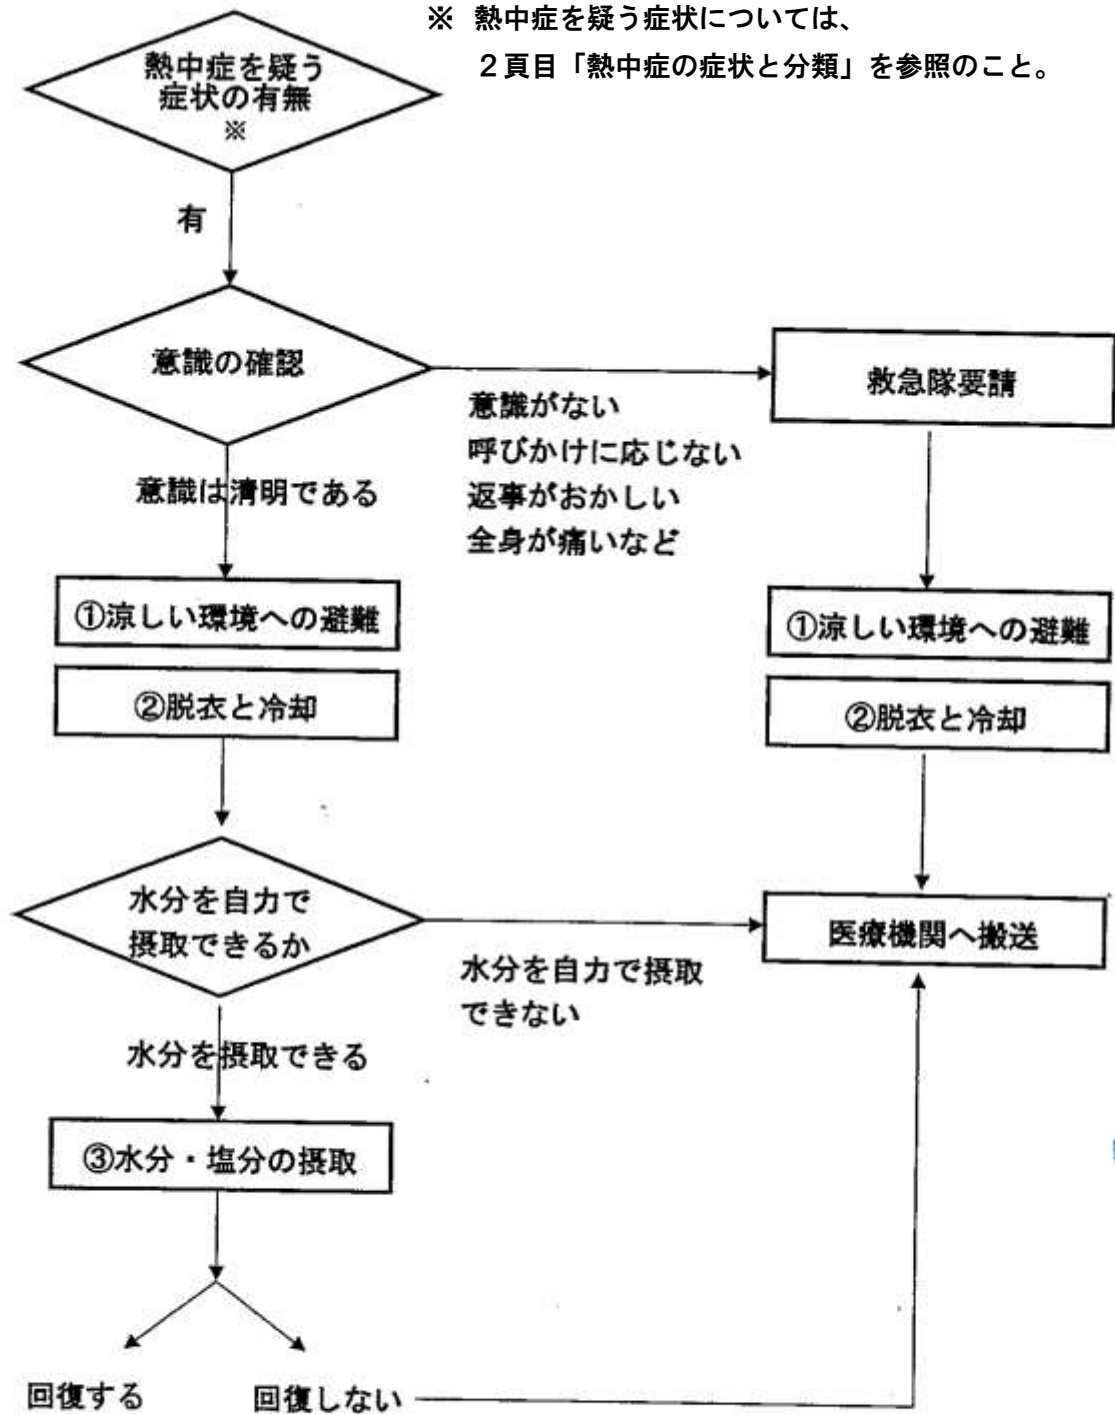 ※ 熱中症を疑う症状については、
２頁目「熱中症の症状と分類」を参照のこと。
熱中症を疑う
症状の有無
※
有
意識の確認
意識がない
呼びかけに応じない
返事がおかしい
全身が痛いなど
救急隊要請
意識は清明である
①涼しい環境への避難
②脱衣と冷却
①涼しい環境への避難
②脱衣と冷却
水分を自力で
摂取できるか
水分を自力で摂取
できない
医療機関へ搬送
水分を摂取できる
③水分・塩分の摂取
回復する
回復しない